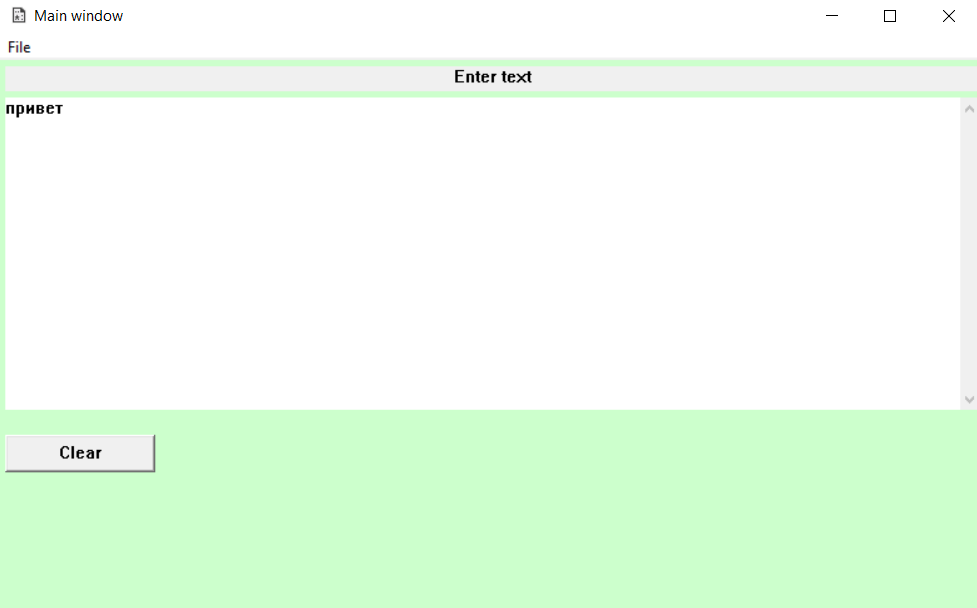 Main window
File
Enter text
привет
Clear